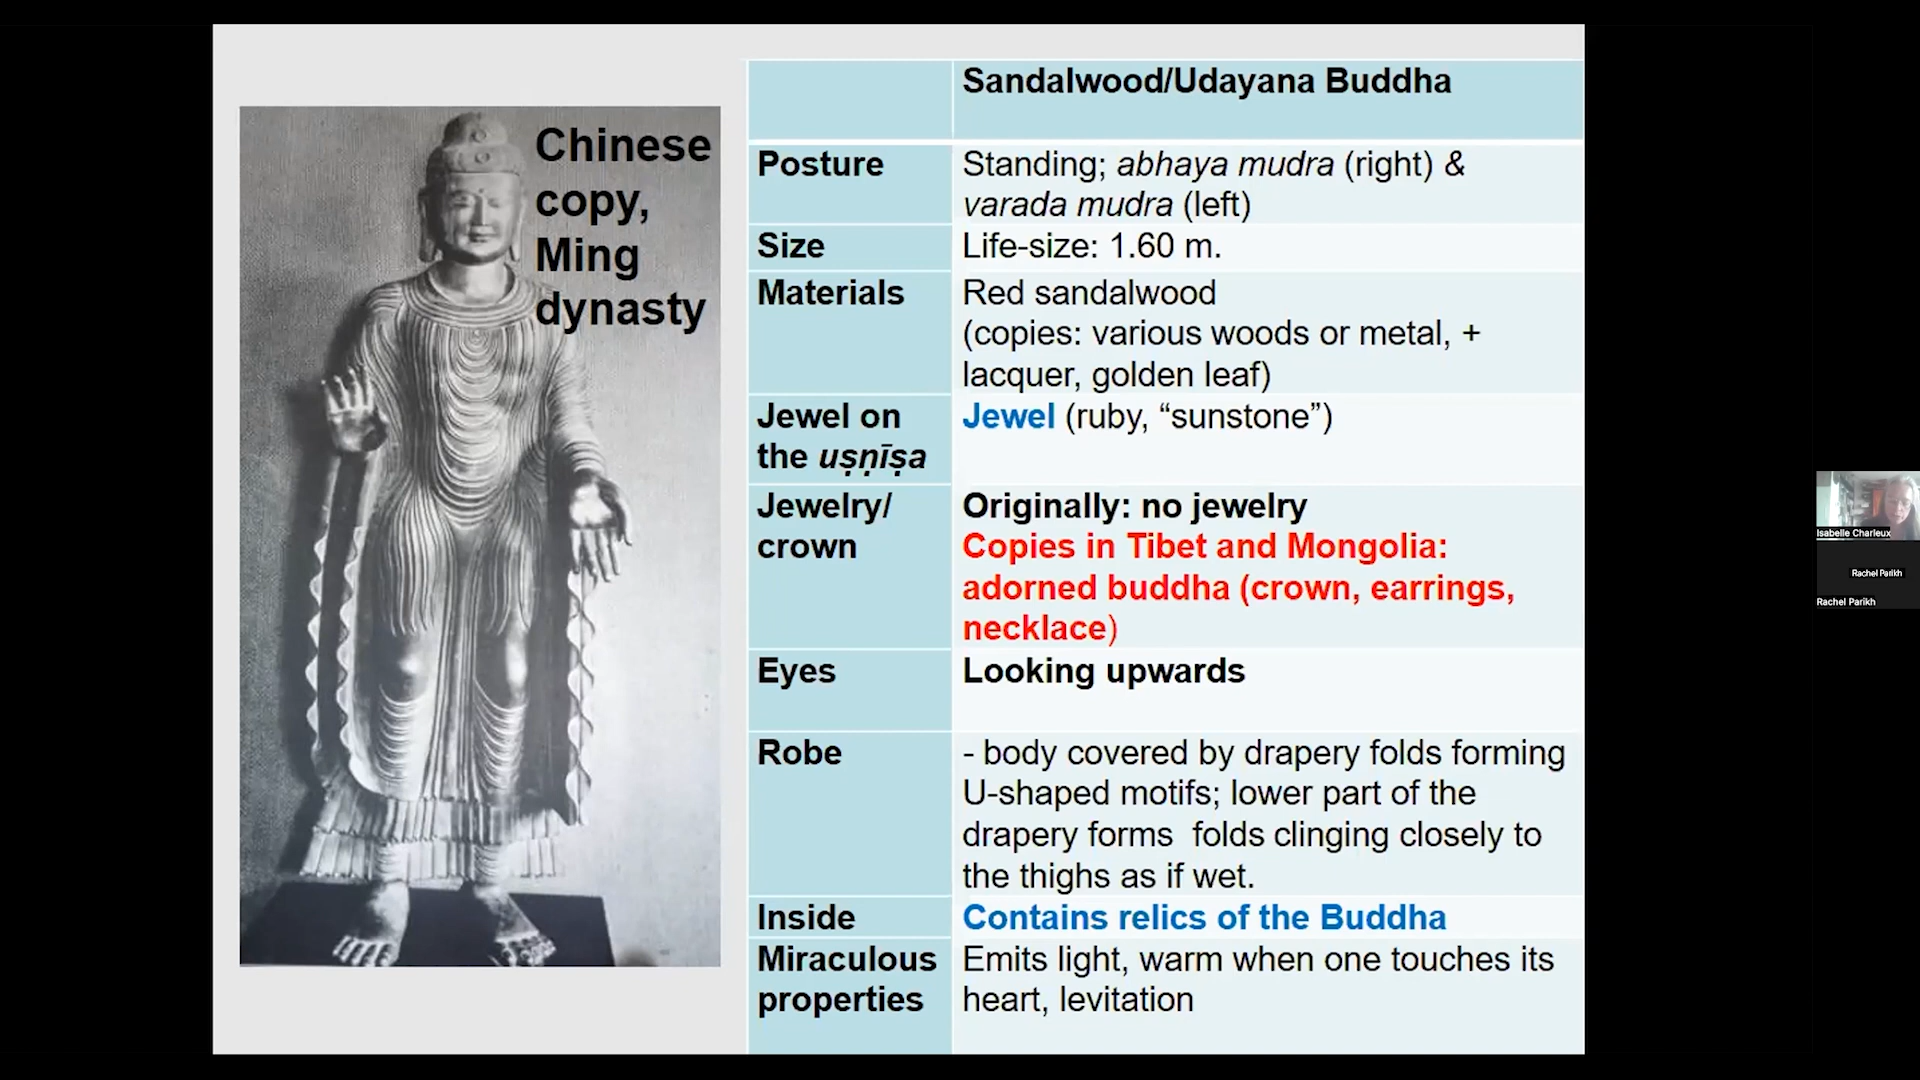 Chinese
copy,
Ming
dynasty
Sandalwood/Udayana Buddha
Posture
Standing; abhaya mudra (right) &
varada mudra (left)
Size
Life-size: 1.60 m.
Materials
Red sandalwood
(copies: various woods or metal, +
lacquer, golden leaf)
Jewel on
the uṣṇīṣa
Jewel (ruby, “sunstone”)
Jewelry/
crown
Originally: no jewelry
Copies in Tibet and Mongolia:
adorned buddha (crown, earrings,
necklace)
Eyes
Looking upwards
Robe
- body covered by drapery folds forming
U-shaped motifs; lower part of the
drapery forms folds clinging closely to
the thighs as if wet.
Inside
Contains relics of the Buddha
Miraculous
properties
Emits light, warm when one touches its
heart, levitation
Isabelle Charleux
Rachel Parikh
Rachel Parikh